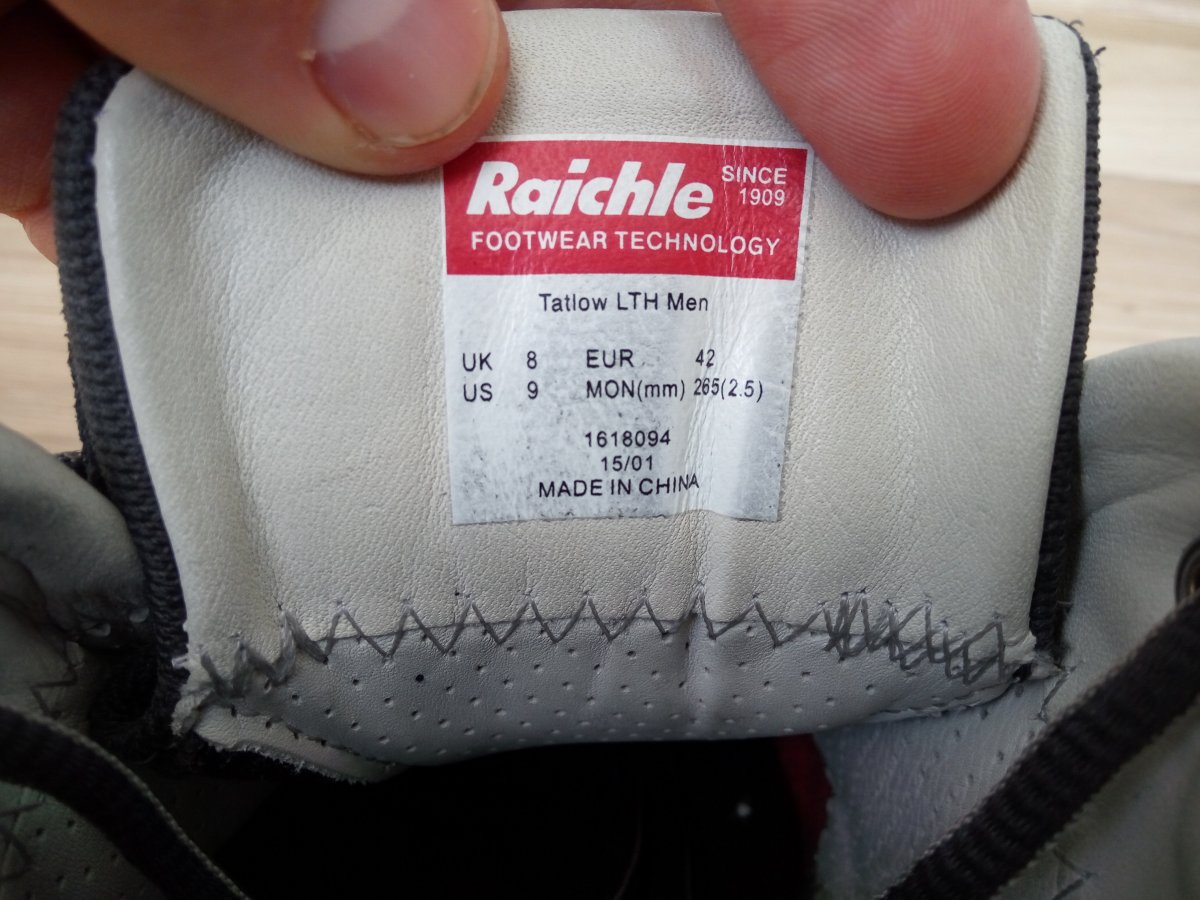 Raichle SINCE 1909
FOOTWEAR TECHNOLOGY
Tatlow LTH Men
UK 8 EUR 42
US 9 MON(mm) 265(2.5)
1618094
15/01
MADE IN CHINA